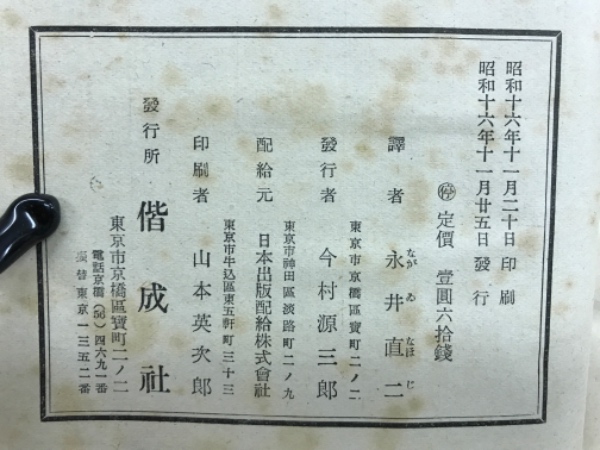 昭和十六年十一月二十日印刷
昭和十六年十一月廿五日發行
㊞ 定價 壹圓六拾錢
譯者 永井直二
なが ゐ なほ じ
東京市京橋區寶町二ノ二
發行者 今村源三郎
東京市神田區淡路町二ノ九
配給元 日本出版配給株式會社
東京市牛込區東五軒町三十三
印刷者 山本英次郎
發行所 偕成社
東京市京橋區寶町二ノ二
電話京橋(56)四六九一番
振替東京一三五二番